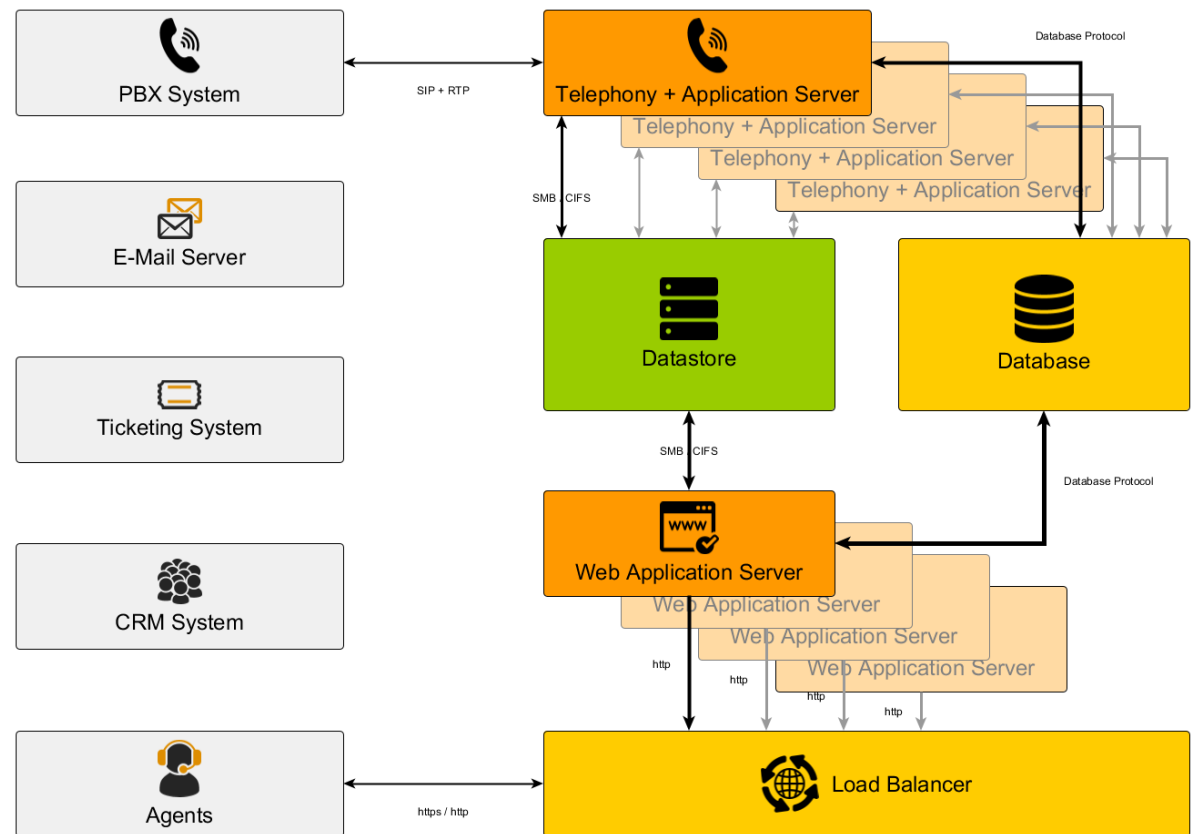 Database Protocol
PBX System
SIP + RTP
Telephony + Application Server
Telephony + Application Server
Telephony + Application Server
Telephony + Application Server
SMB / CIFS
E-Mail Server
Datastore
Database
Ticketing System
SMB / CIFS
Database Protocol
www
Web Application Server
Web Application Server
Web Application Server
Web Application Server
CRM System
http
http
http
http
Load Balancer
https / http
Agents